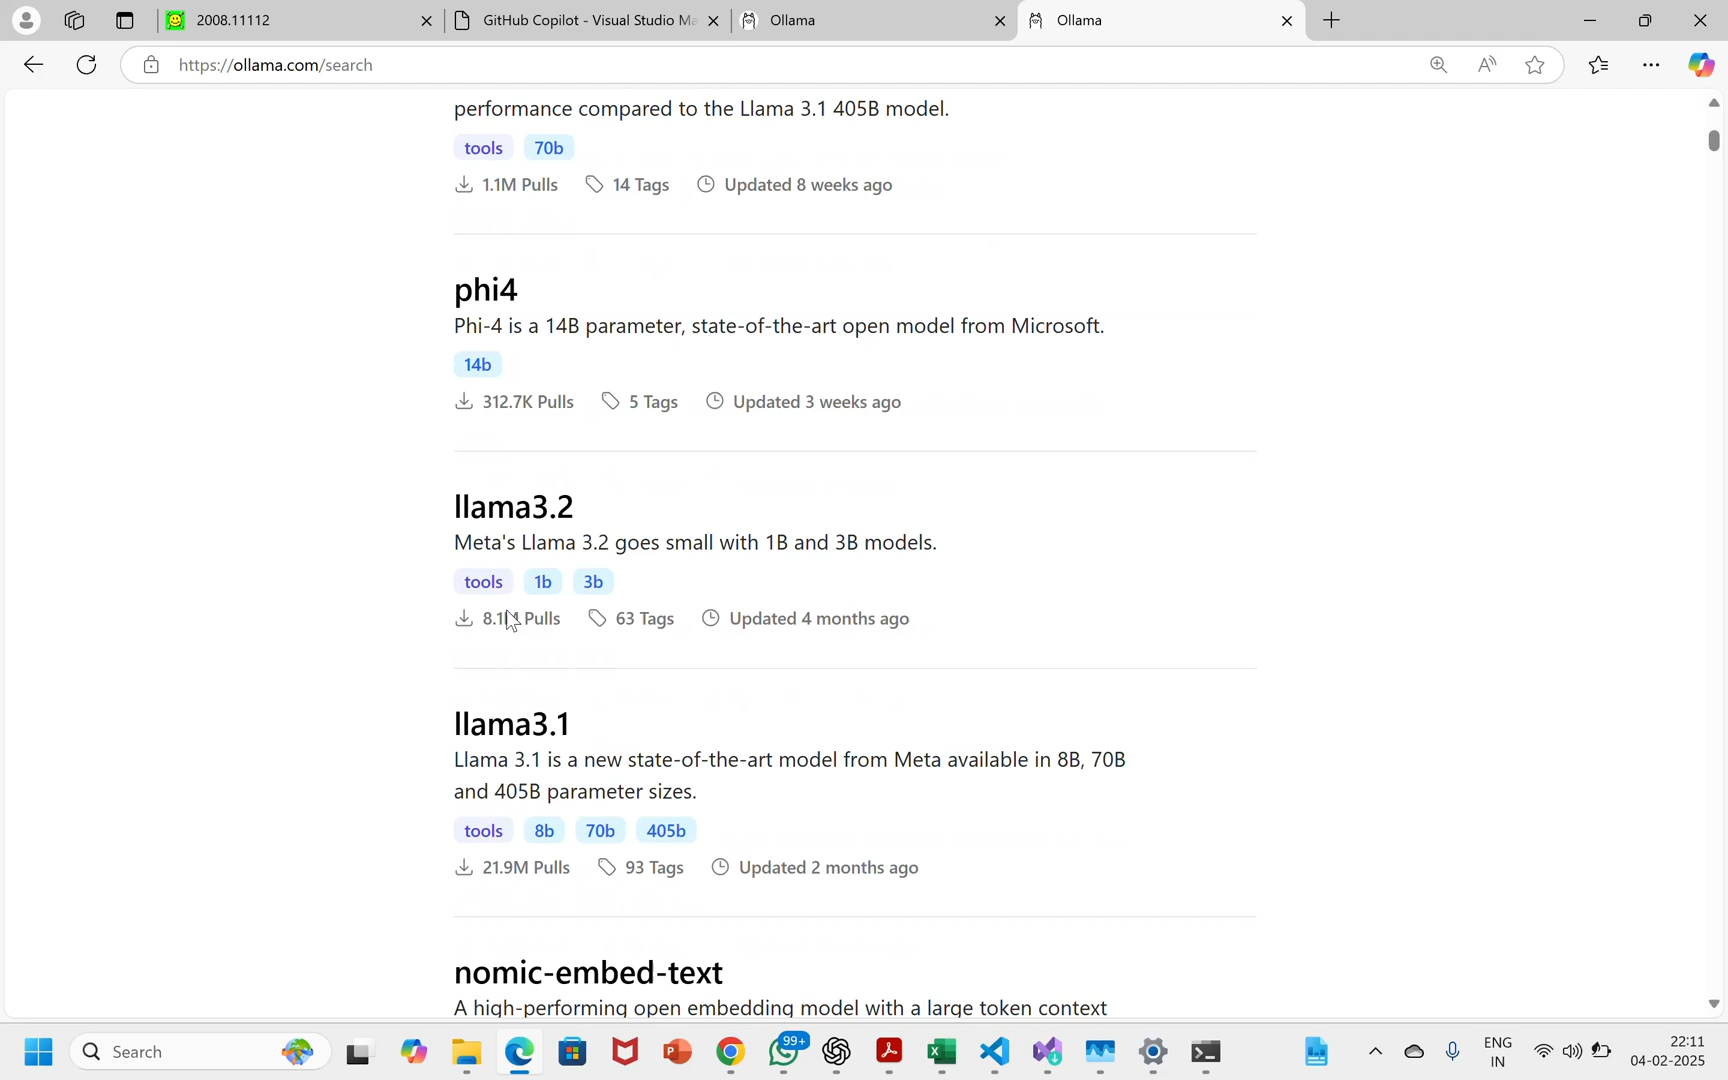 2008.11112
GitHub Copilot - Visual Studio Ma
Ollama
Ollama
https://ollama.com/search
performance compared to the Llama 3.1 405B model.
tools 70b
1.1M Pulls 14 Tags Updated 8 weeks ago
phi4
Phi-4 is a 14B parameter, state-of-the-art open model from Microsoft.
14b
312.7K Pulls 5 Tags Updated 3 weeks ago
llama3.2
Meta's Llama 3.2 goes small with 1B and 3B models.
tools 1b 3b
8.1M Pulls 63 Tags Updated 4 months ago
llama3.1
Llama 3.1 is a new state-of-the-art model from Meta available in 8B, 70B
and 405B parameter sizes.
tools 8b 70b 405b
21.9M Pulls 93 Tags Updated 2 months ago
nomic-embed-text
A high-performing open embedding model with a large token context
Search
99+
ENG
IN
22:11
04-02-2025